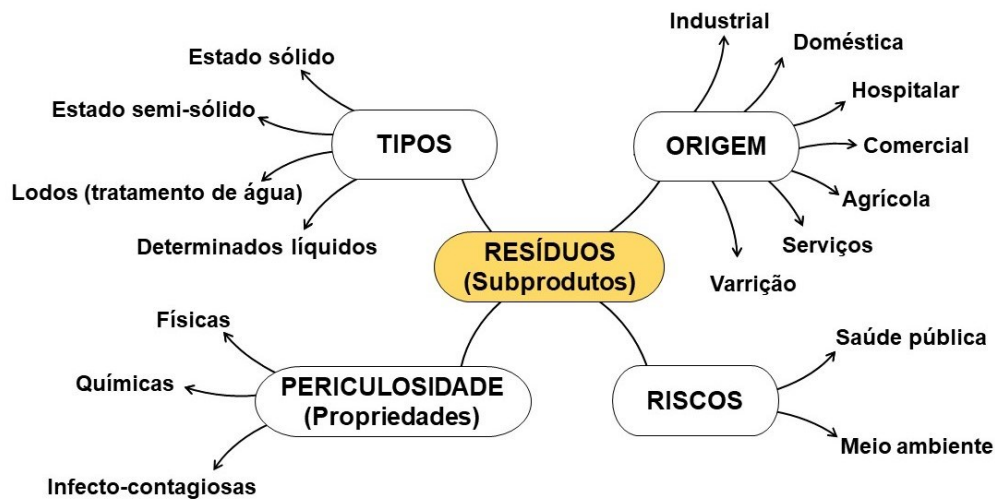 Estado sólido
Estado semi-sólido
Lodos (tratamento de água)
Determinados líquidos
TIPOS
Industrial
Doméstica
Hospitalar
Comercial
Agrícola
Serviços
Varrição
ORIGEM
RESÍDUOS
(Subprodutos)
Físicas
Químicas
Infecto-contagiosas
PERICULOSIDADE
(Propriedades)
RISCOS
Saúde pública
Meio ambiente